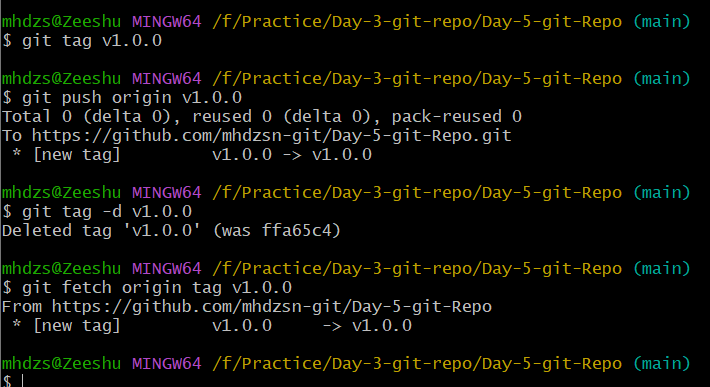 mhdzs@Zeeshu MINGW64 /f/Practice/Day-3-git-repo/Day-5-git-Repo (main)
$ git tag v1.0.0
mhdzs@Zeeshu MINGW64 /f/Practice/Day-3-git-repo/Day-5-git-Repo (main)
$ git push origin v1.0.0
Total 0 (delta 0), reused 0 (delta 0), pack-reused 0
To https://github.com/mhdzsn-git/Day-5-git-Repo.git
 * [new tag]         v1.0.0 -> v1.0.0
mhdzs@Zeeshu MINGW64 /f/Practice/Day-3-git-repo/Day-5-git-Repo (main)
$ git tag -d v1.0.0
Deleted tag 'v1.0.0' (was ffa65c4)
mhdzs@Zeeshu MINGW64 /f/Practice/Day-3-git-repo/Day-5-git-Repo (main)
$ git fetch origin tag v1.0.0
From https://github.com/mhdzsn-git/Day-5-git-Repo
 * [new tag]         v1.0.0     -> v1.0.0
mhdzs@Zeeshu MINGW64 /f/Practice/Day-3-git-repo/Day-5-git-Repo (main)
$